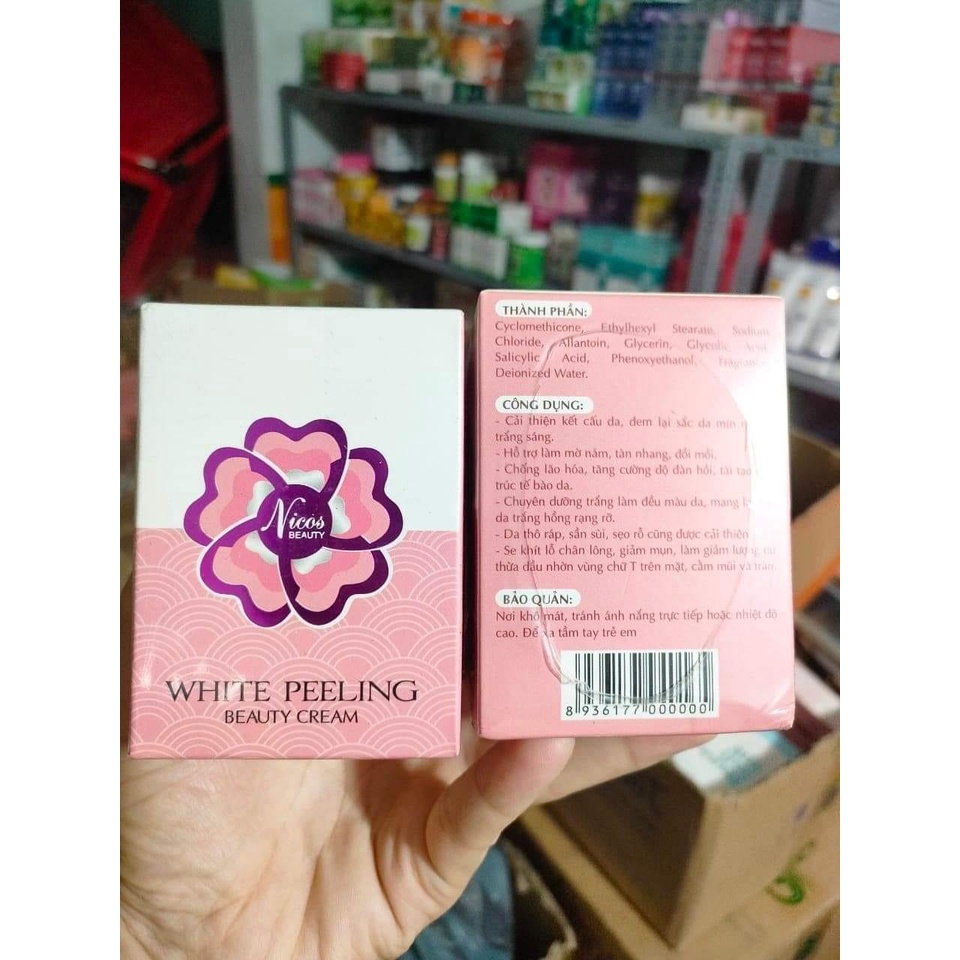 Nicos
BEAUTY
WHITE PEELING
BEAUTY CREAM
THÀNH PHẦN:
Cyclomethicone, Ethylhexyl Stearate, Sodium
Chloride, Allantoin, Glycerin, Glycolic Acid,
Salicylic Acid, Phenoxyethanol, Fragrance,
Deionized Water.
CÔNG DỤNG:
- Cải thiện kết cấu da, đem lại sắc da mịn
trắng sáng.
- Hỗ trợ làm mờ nám, tàn nhang, đồi mồi.
- Chống lão hóa, tăng cường độ đàn hồi, tái tạo
trúc tế bào da.
- Chuyên dưỡng trắng làm đều màu da, mang
da trắng hồng rạng rỡ.
- Da thô ráp, sần sùi, sẹo rỗ cũng được cải thiện
- Se khít lỗ chân lông, giảm mụn, làm giảm lượng
thừa dầu nhờn vùng chữ T trên mặt, cằm mũi và trán.
BẢO QUẢN:
Nơi khô mát, tránh ánh nắng trực tiếp hoặc nhiệt độ
cao. Để xa tầm tay trẻ em
8 936177 000000